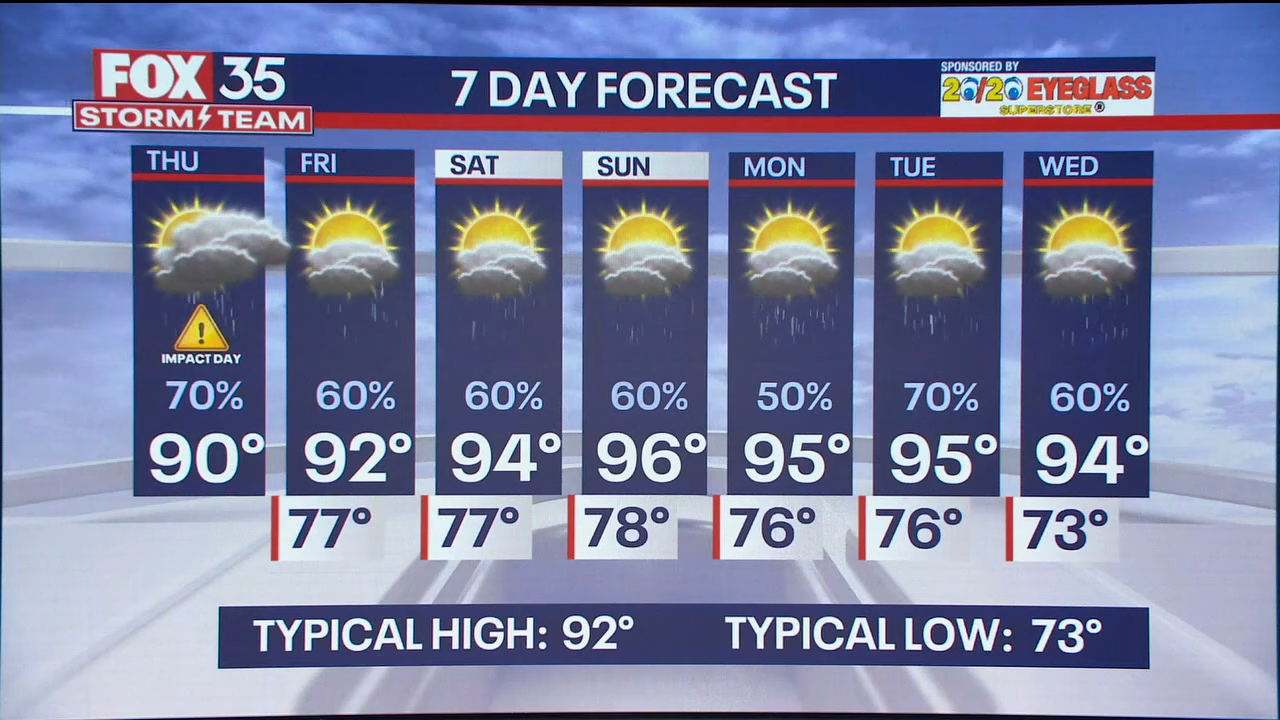 FOX 35
STORM TEAM
7 DAY FORECAST
SPONSORED BY
20/20 EYEGLASS
SUPERSTORE®
THU FRI SAT SUN MON TUE WED
!
IMPACT DAY
70% 60% 60% 60% 50% 70% 60%
90° 92° 94° 96° 95° 95° 94°
77° 77° 78° 76° 76° 73°
TYPICAL HIGH: 92° TYPICAL LOW: 73°